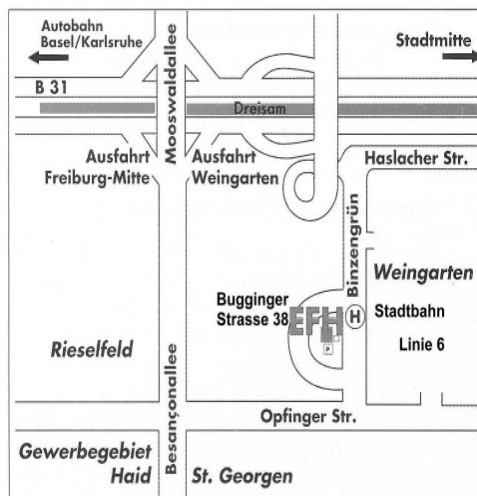 Autobahn
Basel/Karlsruhe
Stadtmitte
B 31
Mooswaldallee
Dreisam
Ausfahrt
Freiburg-Mitte
Ausfahrt
Weingarten
Haslacher Str.
Binzengrün
Weingarten
Bugginger
Strasse 38
EFH
H
Stadtbahn
Linie 6
P
Rieselfeld
Besançonallee
Opfinger Str.
Gewerbegebiet
Haid
St. Georgen